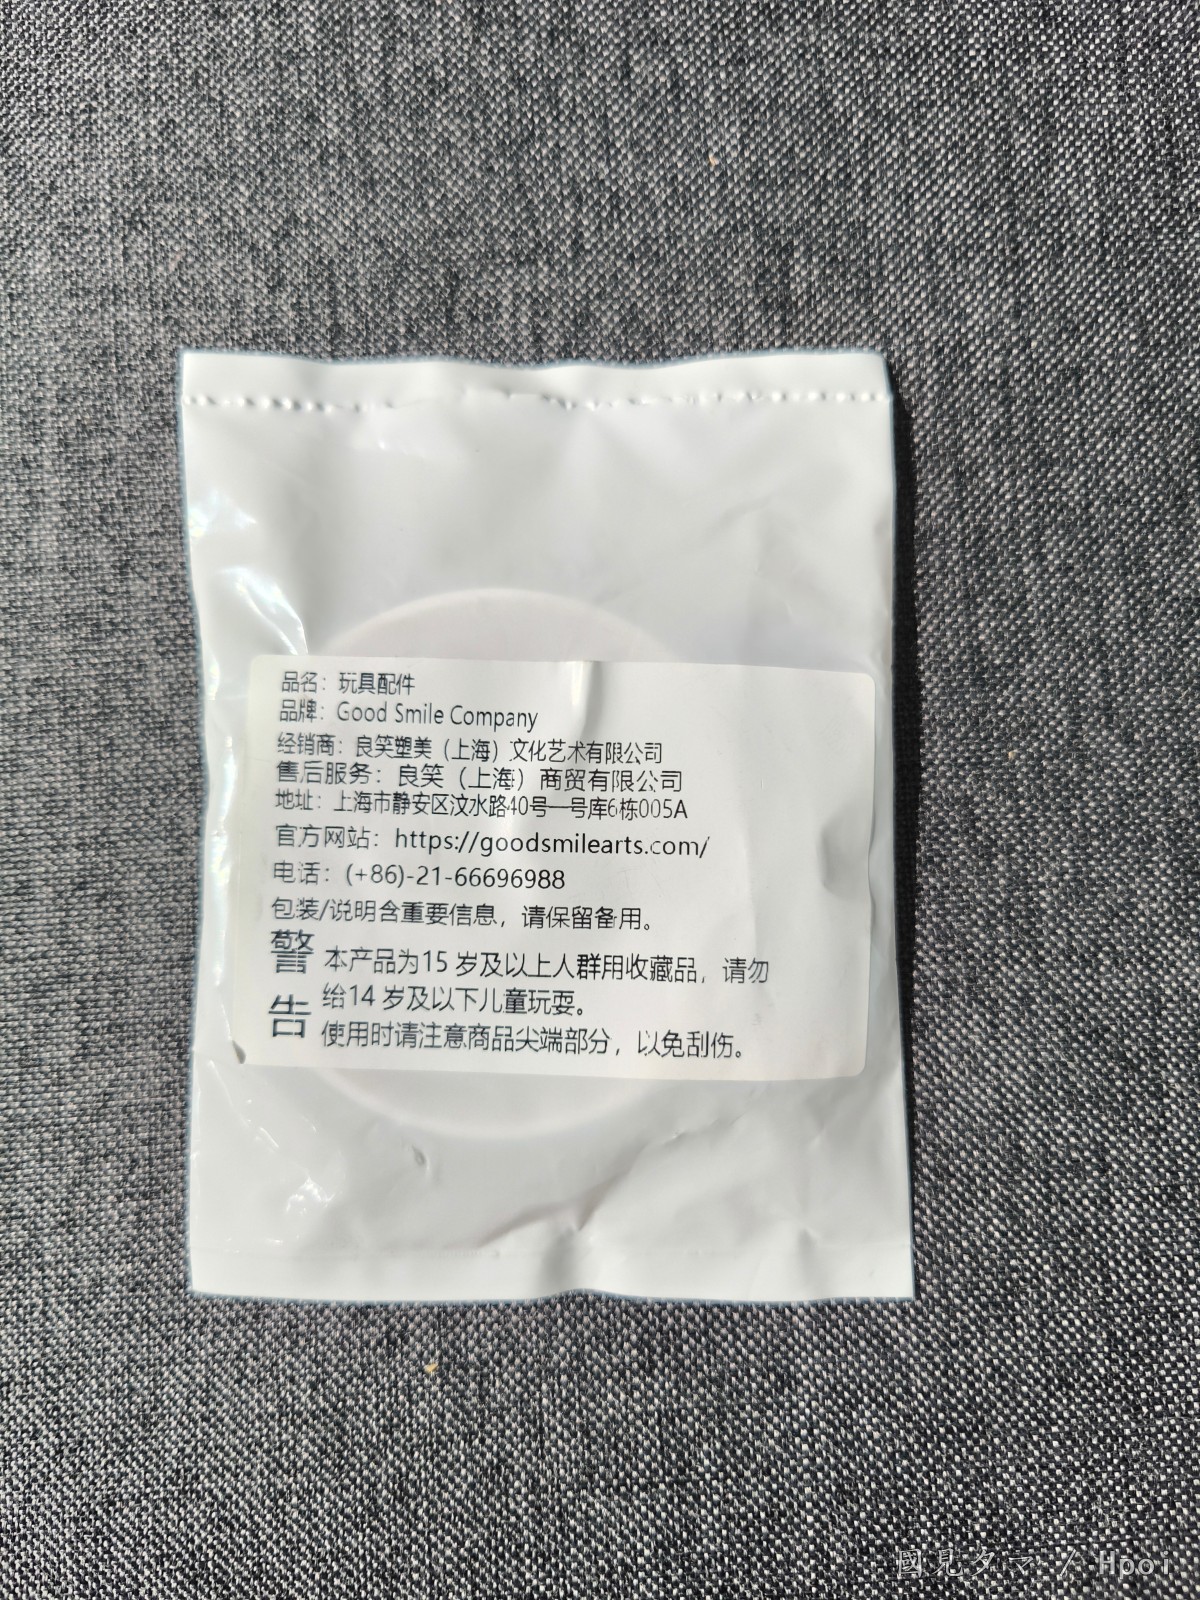 品名：玩具配件
品牌：Good Smile Company
经销商：良笑塑美（上海）文化艺术有限公司
售后服务：良笑（上海）商贸有限公司
地址：上海市静安区汶水路40号一号库6栋005A
官方网站：https://goodsmilearts.com/
电话：(+86)-21-66696988
包装/说明含重要信息，请保留备用。
警告
本产品为15 岁及以上人群用收藏品，请勿
给14 岁及以下儿童玩耍。
使用时请注意商品尖端部分，以免刮伤。
國見タマ / Hpoi